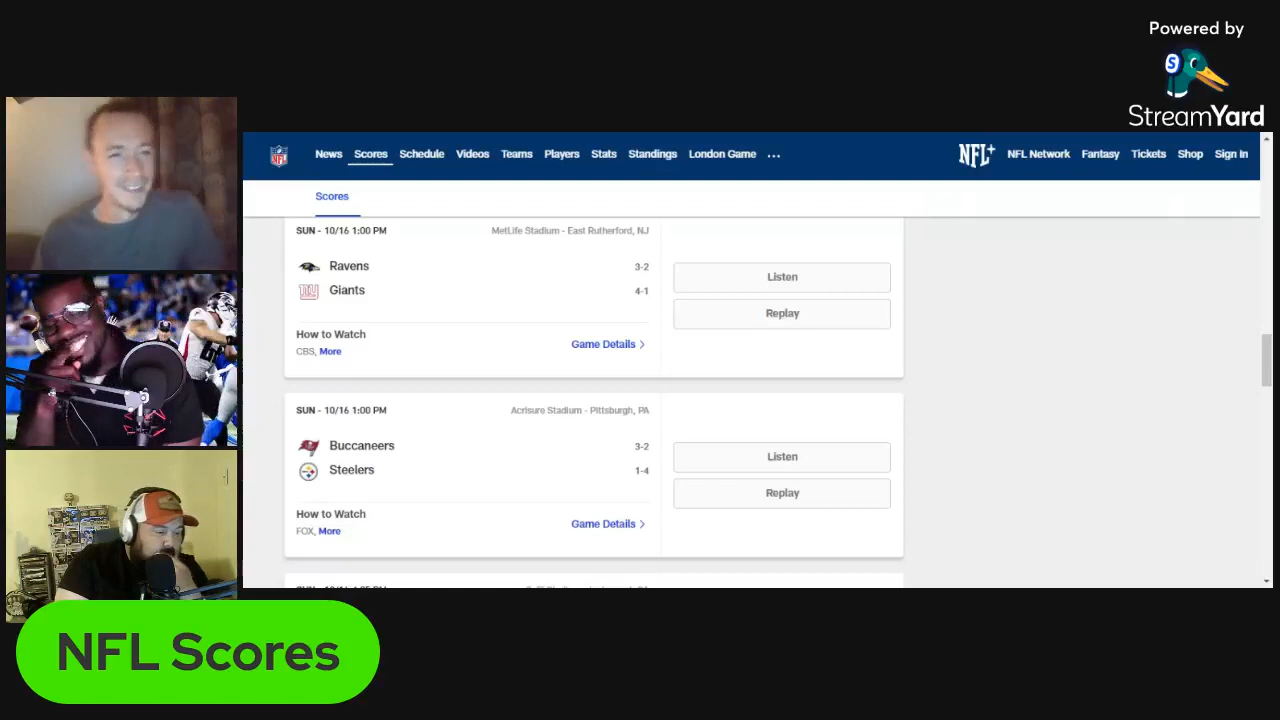 Powered by
StreamYard
News Scores Schedule Videos Teams Players Stats Standings London Game ...
NFL+ NFL Network Fantasy Tickets Shop Sign In
Scores
SUN - 10/16 1:00 PM MetLife Stadium - East Rutherford, NJ
Ravens 3-2
Giants 4-1
Listen
Replay
How to Watch
CBS, More
Game Details
SUN - 10/16 1:00 PM Acrisure Stadium - Pittsburgh, PA
Buccaneers 3-2
Steelers 1-4
Listen
Replay
How to Watch
FOX, More
Game Details
NFL Scores